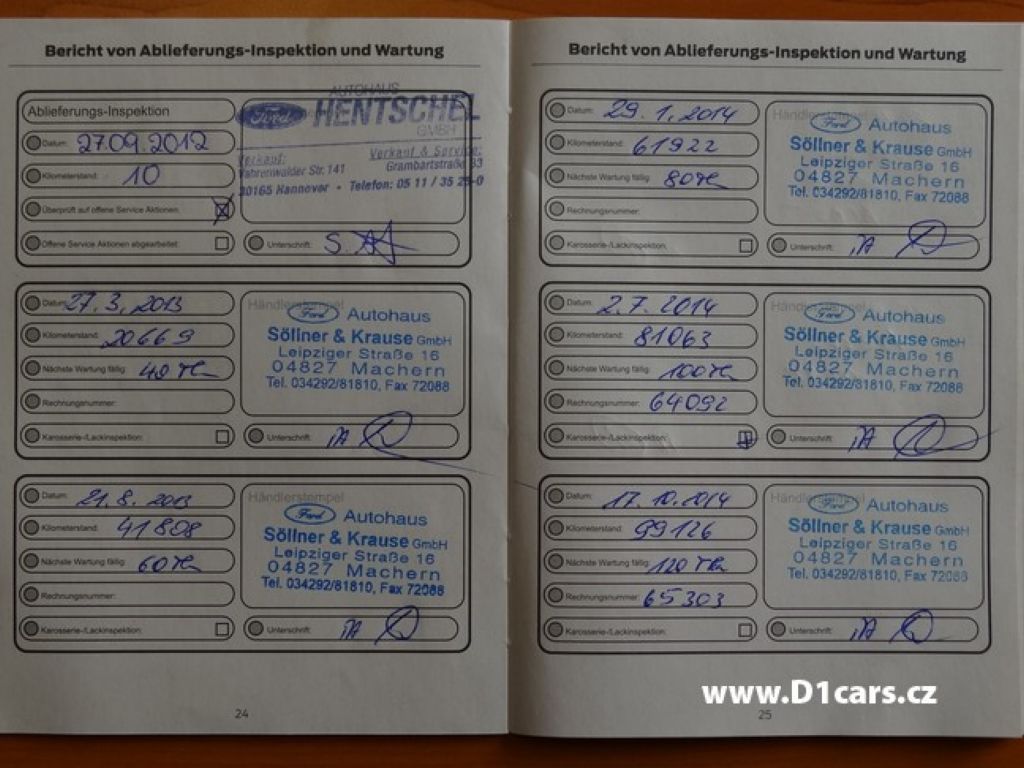 Bericht von Ablieferungs-Inspektion und Wartung
Ablieferungs-Inspektion
Datum: 27.09.2012
Kilometerstand: 10
Überprüft auf offene Service Aktionen:
Offene Service Aktionen abgearbeitet:
AUTOHAUS
Ford HENTSCHEL
GMBH
Verkauf: Verkauf & Service:
Vahrenwalder Str. 141 Grambartstraße 33
30165 Hannover • Telefon: 05 11 / 35 25-0
Unterschrift:
Datum: 27.3.2013
Kilometerstand: 20669
Nächste Wartung fällig: 40
Rechnungsnummer:
Karosserie-/Lackinspektion:
Händlerstempel
Ford Autohaus
Söllner & Krause GmbH
Leipziger Straße 16
04827 Machern
Tel. 034292/81810, Fax 72088
Unterschrift: iA
Datum: 21.8.2013
Kilometerstand: 41808
Nächste Wartung fällig: 60
Rechnungsnummer:
Karosserie-/Lackinspektion:
Händlerstempel
Ford Autohaus
Söllner & Krause GmbH
Leipziger Straße 16
04827 Machern
Tel. 034292/81810, Fax 72088
Unterschrift: iA
24
Bericht von Ablieferungs-Inspektion und Wartung
Datum: 29.1.2014
Kilometerstand: 61922
Nächste Wartung fällig: 80
Rechnungsnummer:
Karosserie-/Lackinspektion:
Händlerstempel
Ford Autohaus
Söllner & Krause GmbH
Leipziger Straße 16
04827 Machern
Tel. 034292/81810, Fax 72088
Unterschrift: iA
Datum: 2.7.2014
Kilometerstand: 81063
Nächste Wartung fällig: 100
Rechnungsnummer: 64092
Karosserie-/Lackinspektion:
Händlerstempel
Ford Autohaus
Söllner & Krause GmbH
Leipziger Straße 16
04827 Machern
Tel. 034292/81810, Fax 72088
Unterschrift: iA
Datum: 17.10.2014
Kilometerstand: 99126
Nächste Wartung fällig: 120
Rechnungsnummer: 65303
Karosserie-/Lackinspektion:
Händlerstempel
Ford Autohaus
Söllner & Krause GmbH
Leipziger Straße 16
04827 Machern
Tel. 034292/81810, Fax 72088
Unterschrift: iA
www.D1cars.cz
25